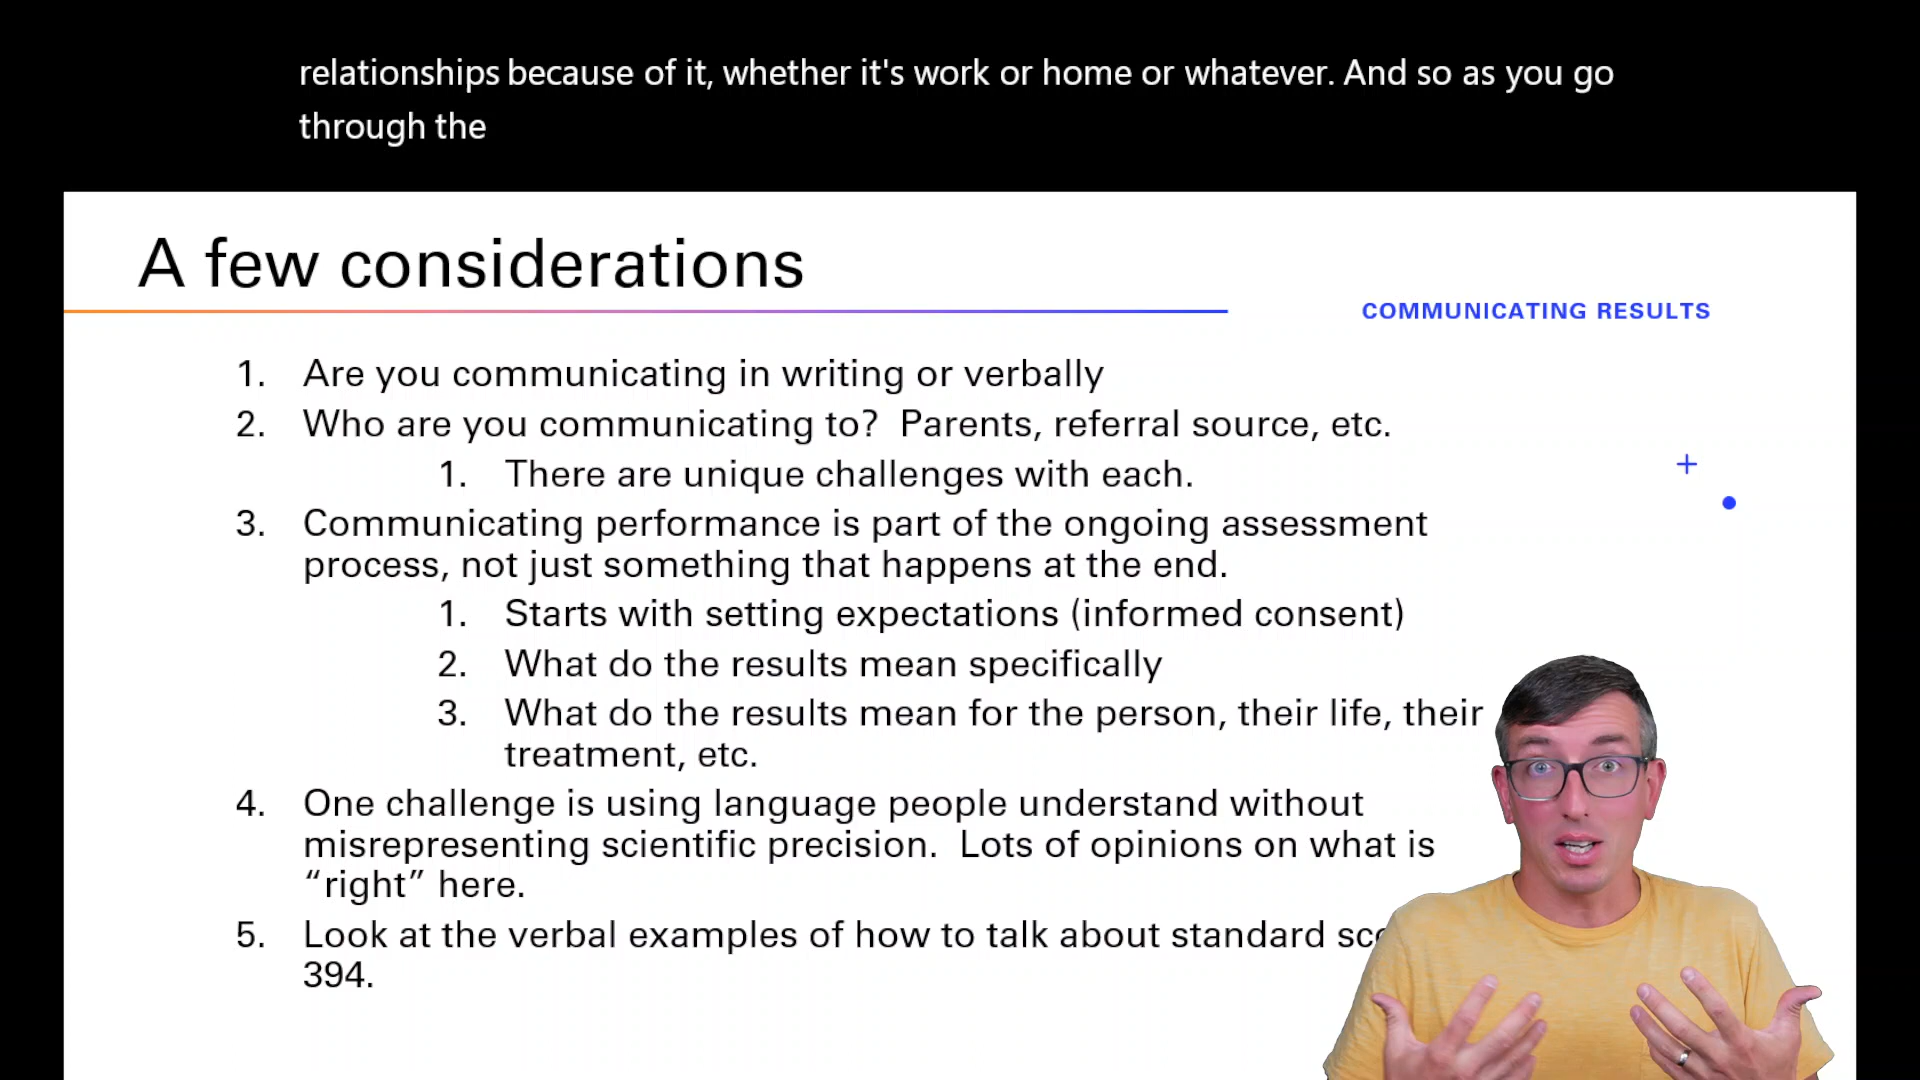 relationships because of it, whether it's work or home or whatever. And so as you go
through the
A few considerations
COMMUNICATING RESULTS
1. Are you communicating in writing or verbally
2. Who are you communicating to? Parents, referral source, etc.
1. There are unique challenges with each.
3. Communicating performance is part of the ongoing assessment
process, not just something that happens at the end.
1. Starts with setting expectations (informed consent)
2. What do the results mean specifically
3. What do the results mean for the person, their life, their
treatment, etc.
4. One challenge is using language people understand without
misrepresenting scientific precision. Lots of opinions on what is
“right” here.
5. Look at the verbal examples of how to talk about standard
394.